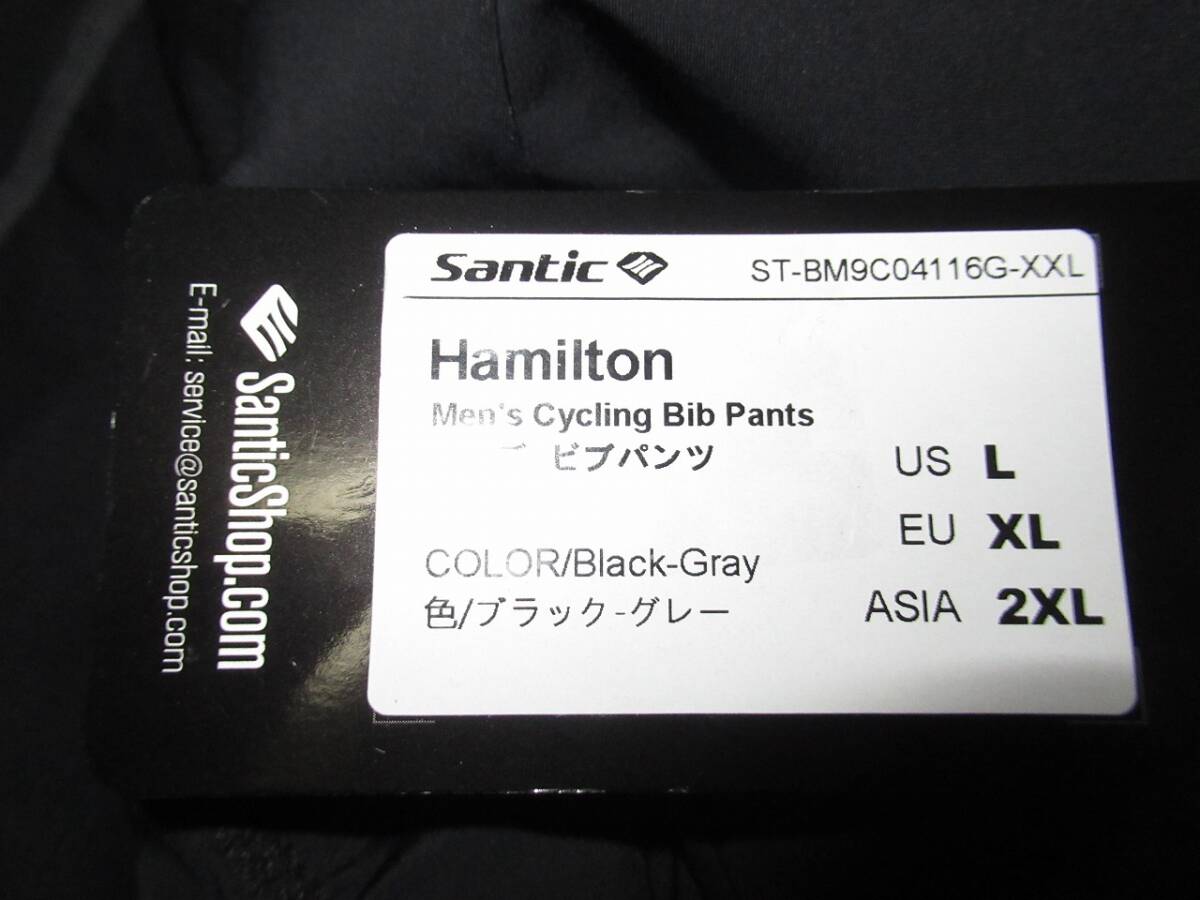 Santic
ST-BM9C04116G-XXL
Hamilton
Men's Cycling Bib Pants
ビブパンツ
US L
EU XL
ASIA 2XL
COLOR/Black-Gray
色/ブラック-グレー
SanticShop.com
E-mail: service@santicshop.com